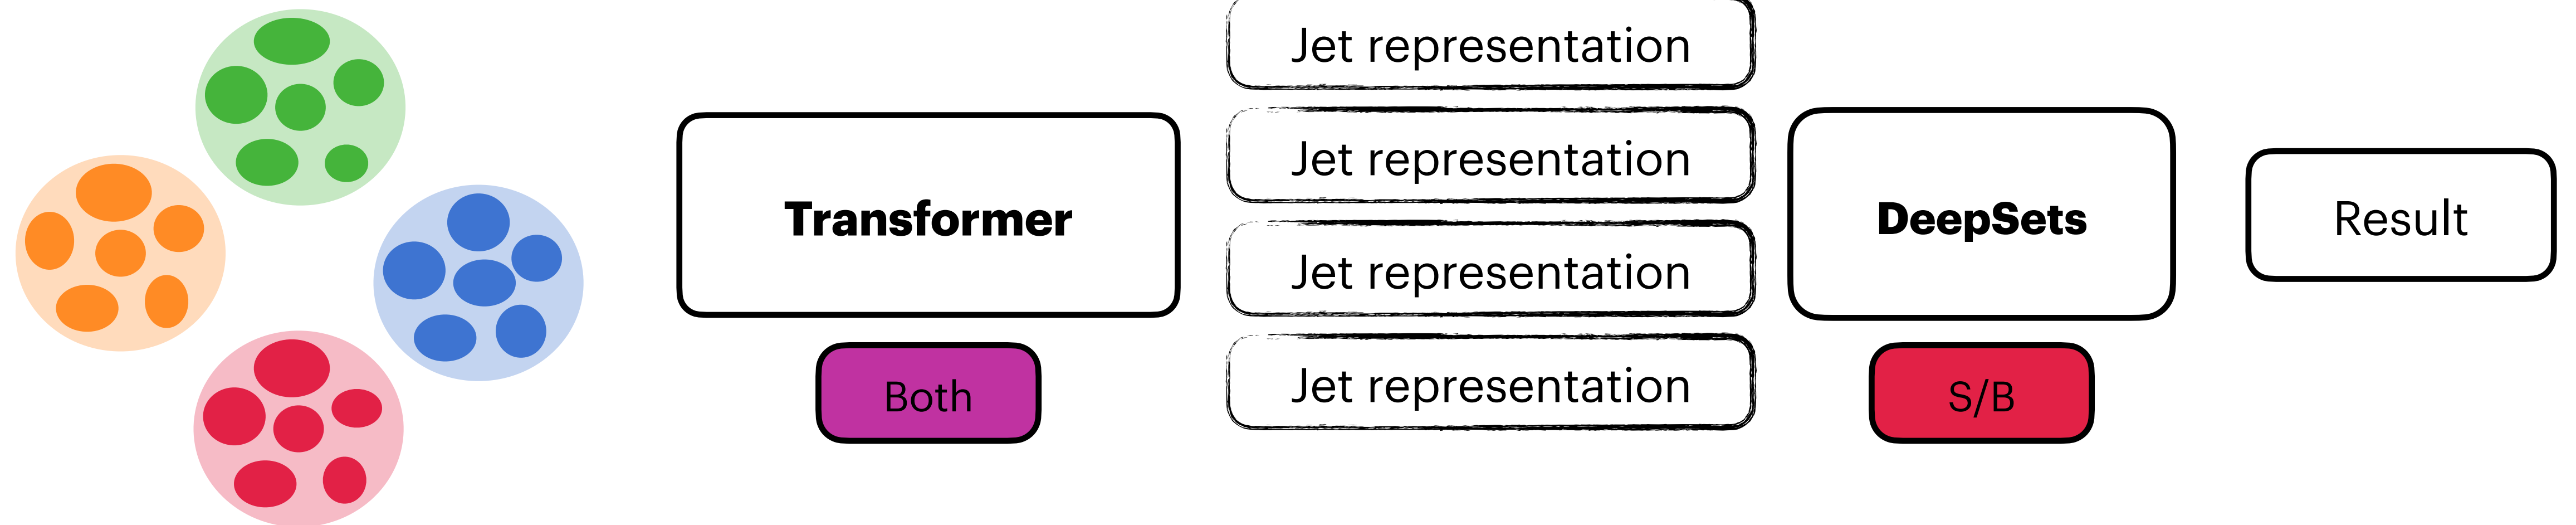 Transformer
Both
Jet representation
Jet representation
Jet representation
Jet representation
DeepSets
S/B
Result